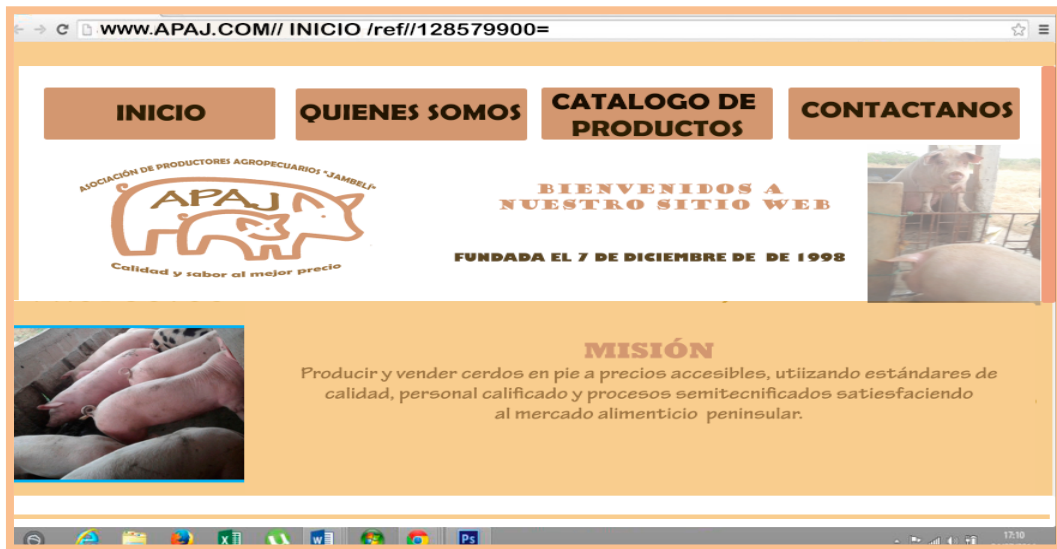 www.APAJ.COM// INICIO /ref//128579900=
INICIO
QUIENES SOMOS
CATALOGO DE
PRODUCTOS
CONTACTANOS
ASOCIACIÓN DE PRODUCTORES AGROPECUARIOS "JAMBELÍ"
APAJ
Calidad y sabor al mejor precio
BIENVENIDOS A
NUESTRO SITIO WEB
FUNDADA EL 7 DE DICIEMBRE DE  DE 1998
MISIÓN
Producir y vender cerdos en pie a precios accesibles, utiizando estándares de
calidad, personal calificado y procesos semitecnificados satiesfaciendo
al mercado alimenticio  peninsular.
Ps
17:10